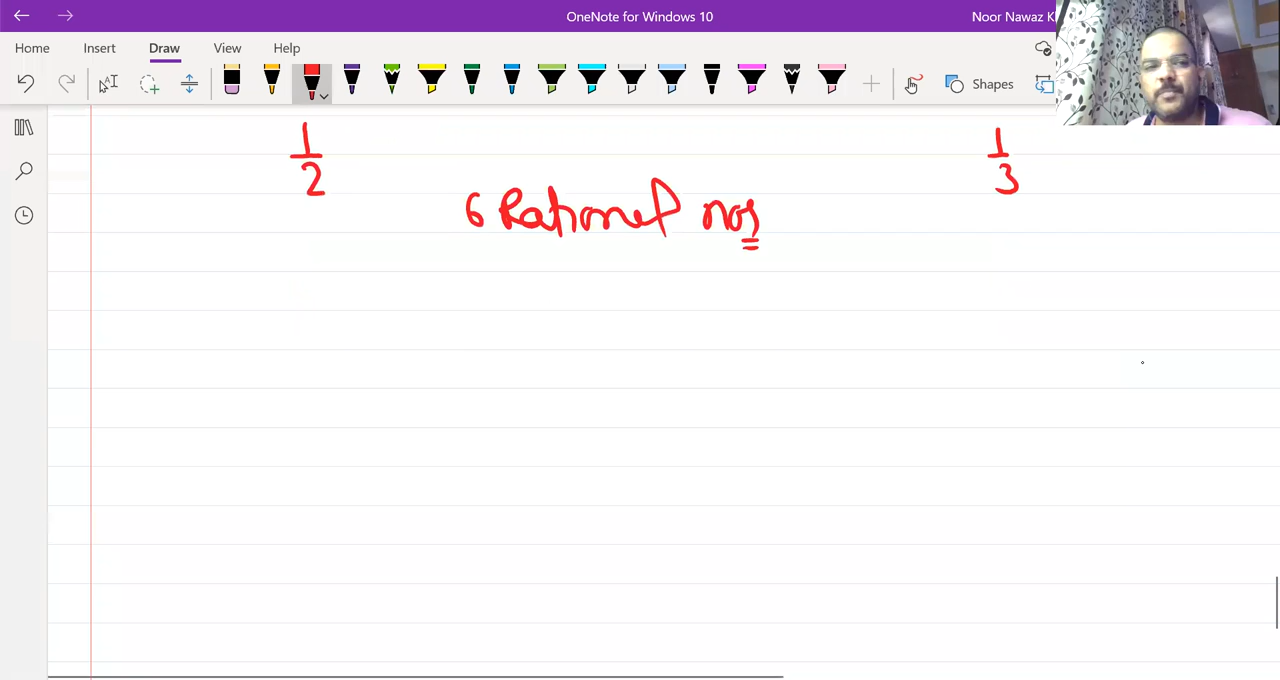 OneNote for Windows 10
Noor Nawaz K
Home Insert Draw View Help
Shapes
1/2 1/3
6 Rational nos